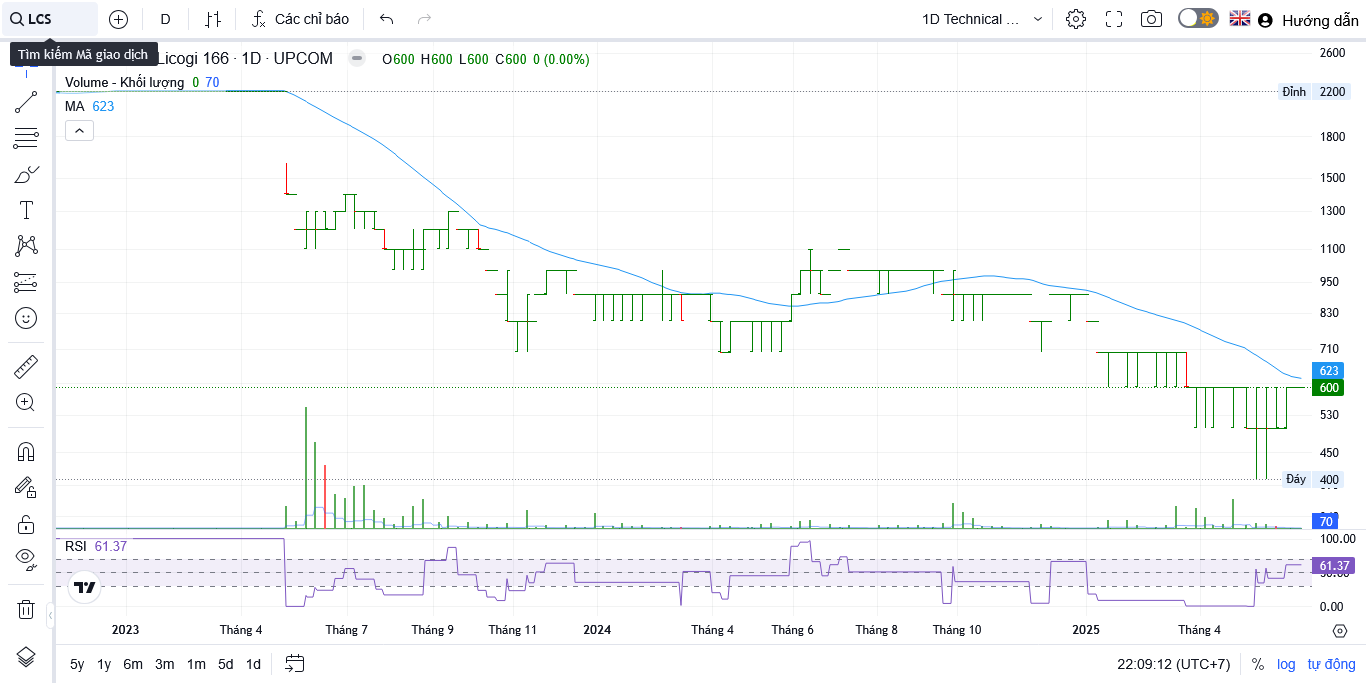 LCS D Các chỉ báo 1D Technical ... Hướng dẫn
Tìm kiếm Mã giao dịch
Licogi 166 · 1D · UPCOM O600 H600 L600 C600 0 (0.00%)
Volume - Khối lượng 0 70
MA 623
2600
Đỉnh 2200
1800
1500
1300
1100
950
830
710
623
600
530
450
Đáy 400
70
RSI 61.37
100.00
61.37
0.00
2023 Tháng 4 Tháng 7 Tháng 9 Tháng 11 2024 Tháng 4 Tháng 6 Tháng 8 Tháng 10 2025 Tháng 4
5y 1y 6m 3m 1m 5d 1d 22:09:12 (UTC+7) % log tự động